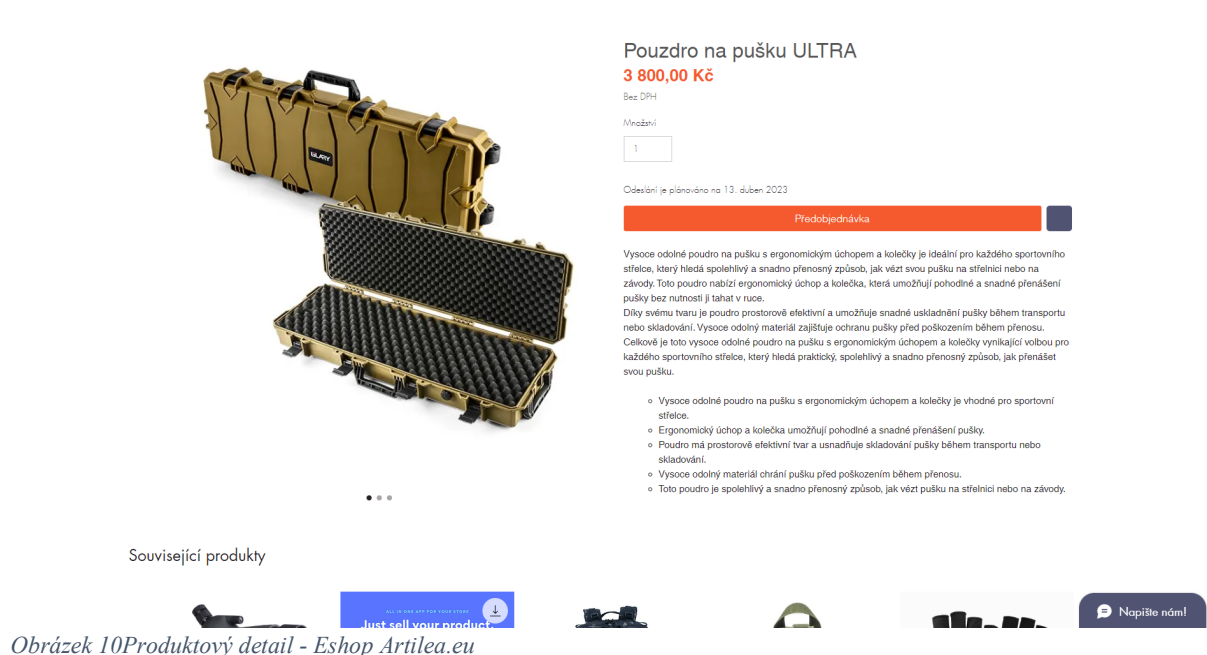 Pouzdro na pušku ULTRA
3 800,00 Kč
Bez DPH
Množství
1
Odeslání je plánováno na 13. duben 2023
Předobjednávka
Vysoce odolné poudro na pušku s ergonomickým úchopem a kolečky je ideální pro každého sportovního
střelce, který hledá spolehlivý a snadno přenosný způsob, jak vézt svou pušku na střelnici nebo na
závody. Toto poudro nabízí ergonomický úchop a kolečka, která umožňují pohodlné a snadné přenášení
pušky bez nutnosti ji tahat v ruce.
Díky svému tvaru je poudro prostorově efektivní a umožňuje snadné uskladnění pušky během transportu
nebo skladování. Vysoce odolný materiál zajišťuje ochranu pušky před poškozením během přenosu.
Celkově je toto vysoce odolné poudro na pušku s ergonomickým úchopem a kolečky vynikající volbou pro
každého sportovního střelce, který hledá praktický, spolehlivý a snadno přenosný způsob, jak přenášet
svou pušku.
Vysoce odolné poudro na pušku s ergonomickým úchopem a kolečky je vhodné pro sportovní
střelce.
Ergonomický úchop a kolečka umožňují pohodlné a snadné přenášení pušky.
Poudro má prostorově efektivní tvar a usnadňuje skladování pušky během transportu nebo
skladování.
Vysoce odolný materiál chrání pušku před poškozením během přenosu.
Toto poudro je spolehlivý a snadno přenosný způsob, jak vézt pušku na střelnici nebo na závody.
Související produkty
ALL IN ONE APP FOR YOUR STORE
Just sell your product.
Napište nám!
Obrázek 10Produktový detail - Eshop Artilea.eu